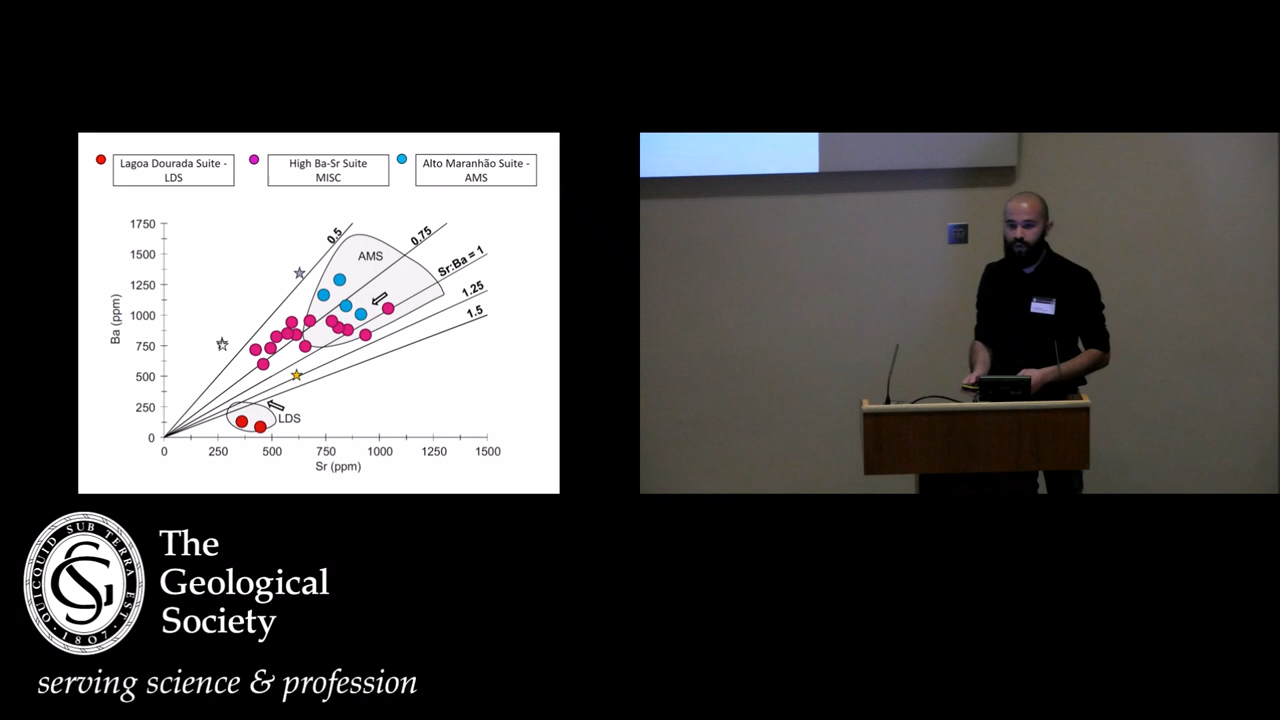 Lagoa Dourada Suite -
LDS
High Ba-Sr Suite
MISC
Alto Maranhão Suite -
AMS
1750
1500
1250
1000
750
500
250
0
Ba (ppm)
0.5
0.75
Sr:Ba = 1
1.25
1.5
AMS
LDS
0
250
500
750
1000
1250
1500
Sr (ppm)
QUICQUID SUB TERRA EST
1807
The
Geological
Society
serving science & profession